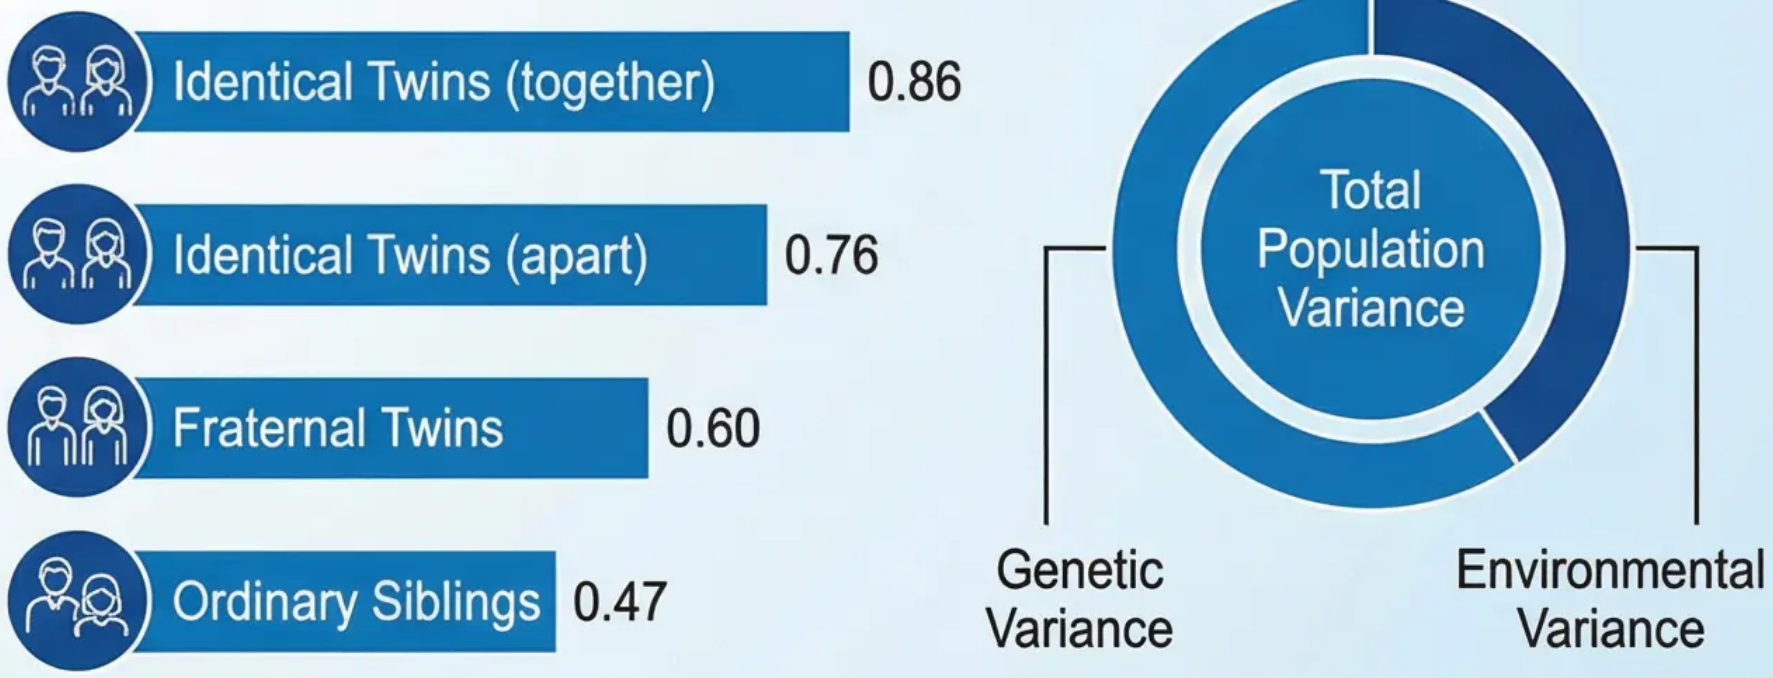 Identical Twins (together) 0.86
Identical Twins (apart) 0.76
Fraternal Twins 0.60
Ordinary Siblings 0.47
Total
Population
Variance
Genetic
Variance
Environmental
Variance